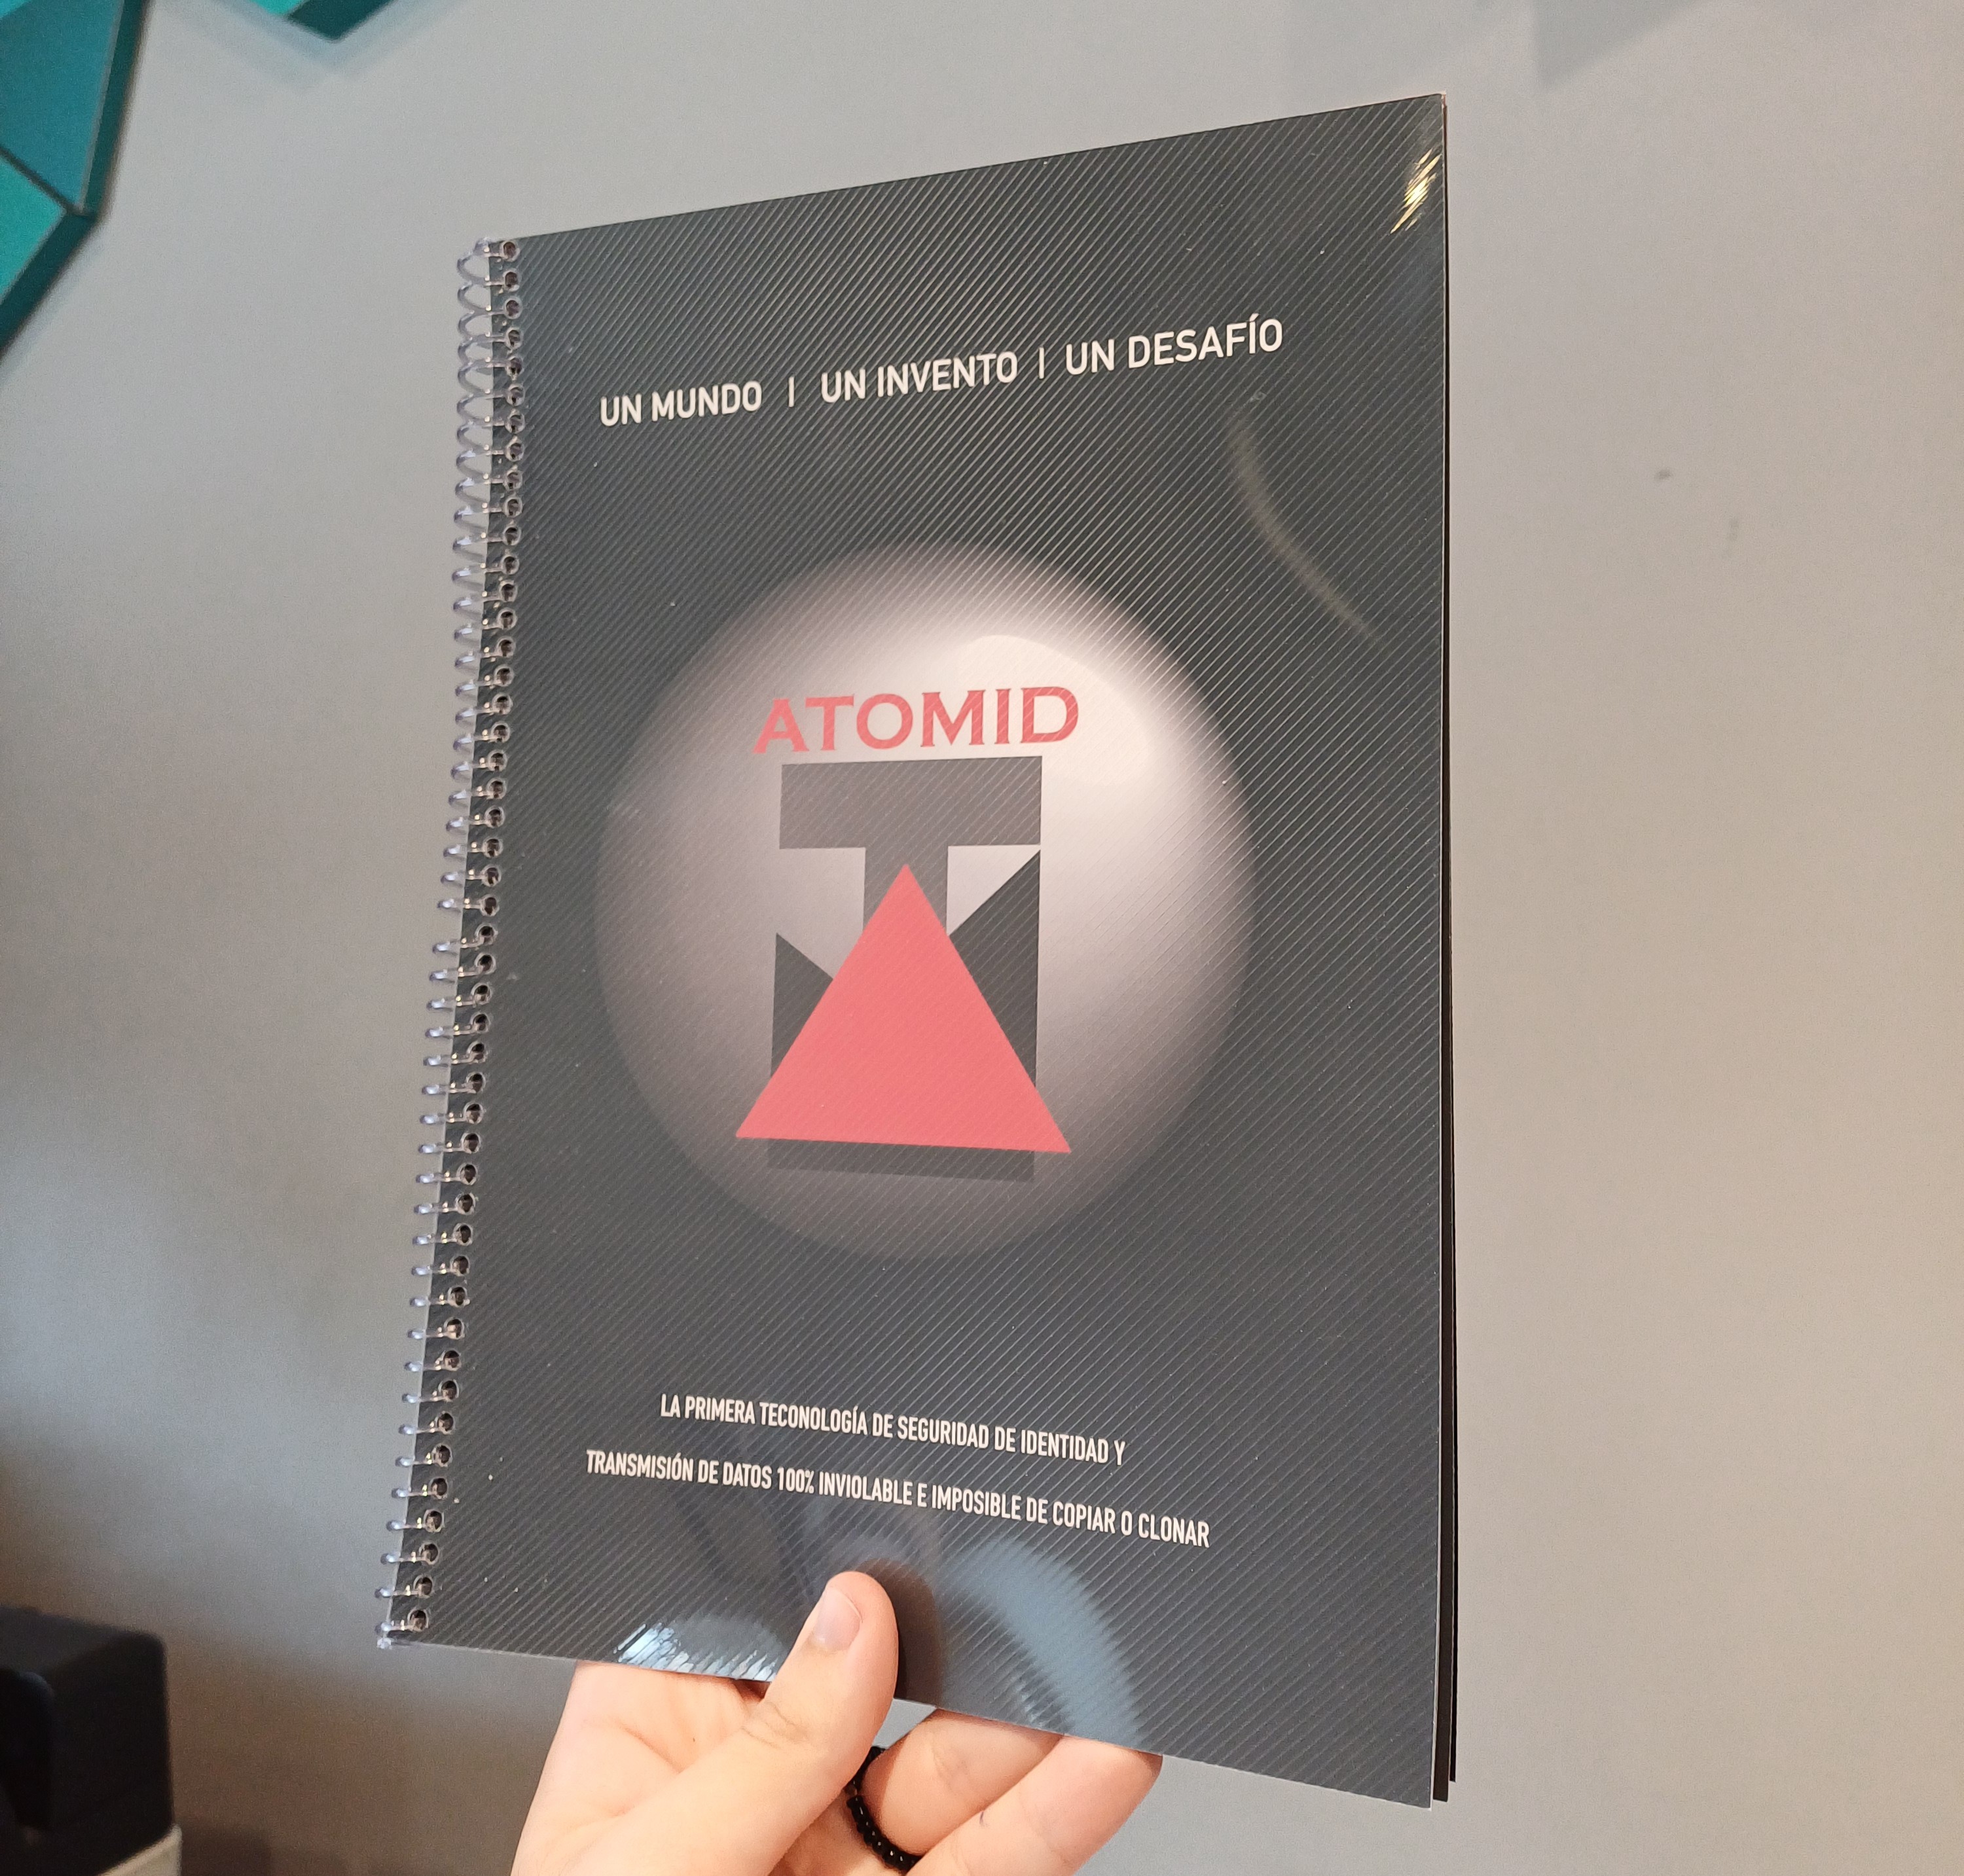 UN MUNDO | UN INVENTO | UN DESAFÍO
ATOMID
LA PRIMERA TECONOLOGÍA DE SEGURIDAD DE IDENTIDAD Y
TRANSMISIÓN DE DATOS 100% INVIOLABLE E IMPOSIBLE DE COPIAR O CLONAR